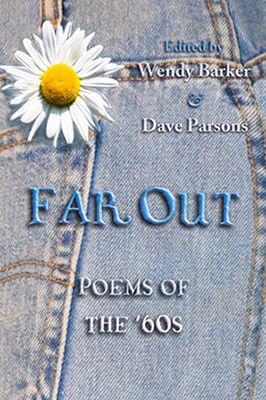 Edited by
Wendy Barker
&
Dave Parsons
FAR OUT
POEMS OF
THE '60S